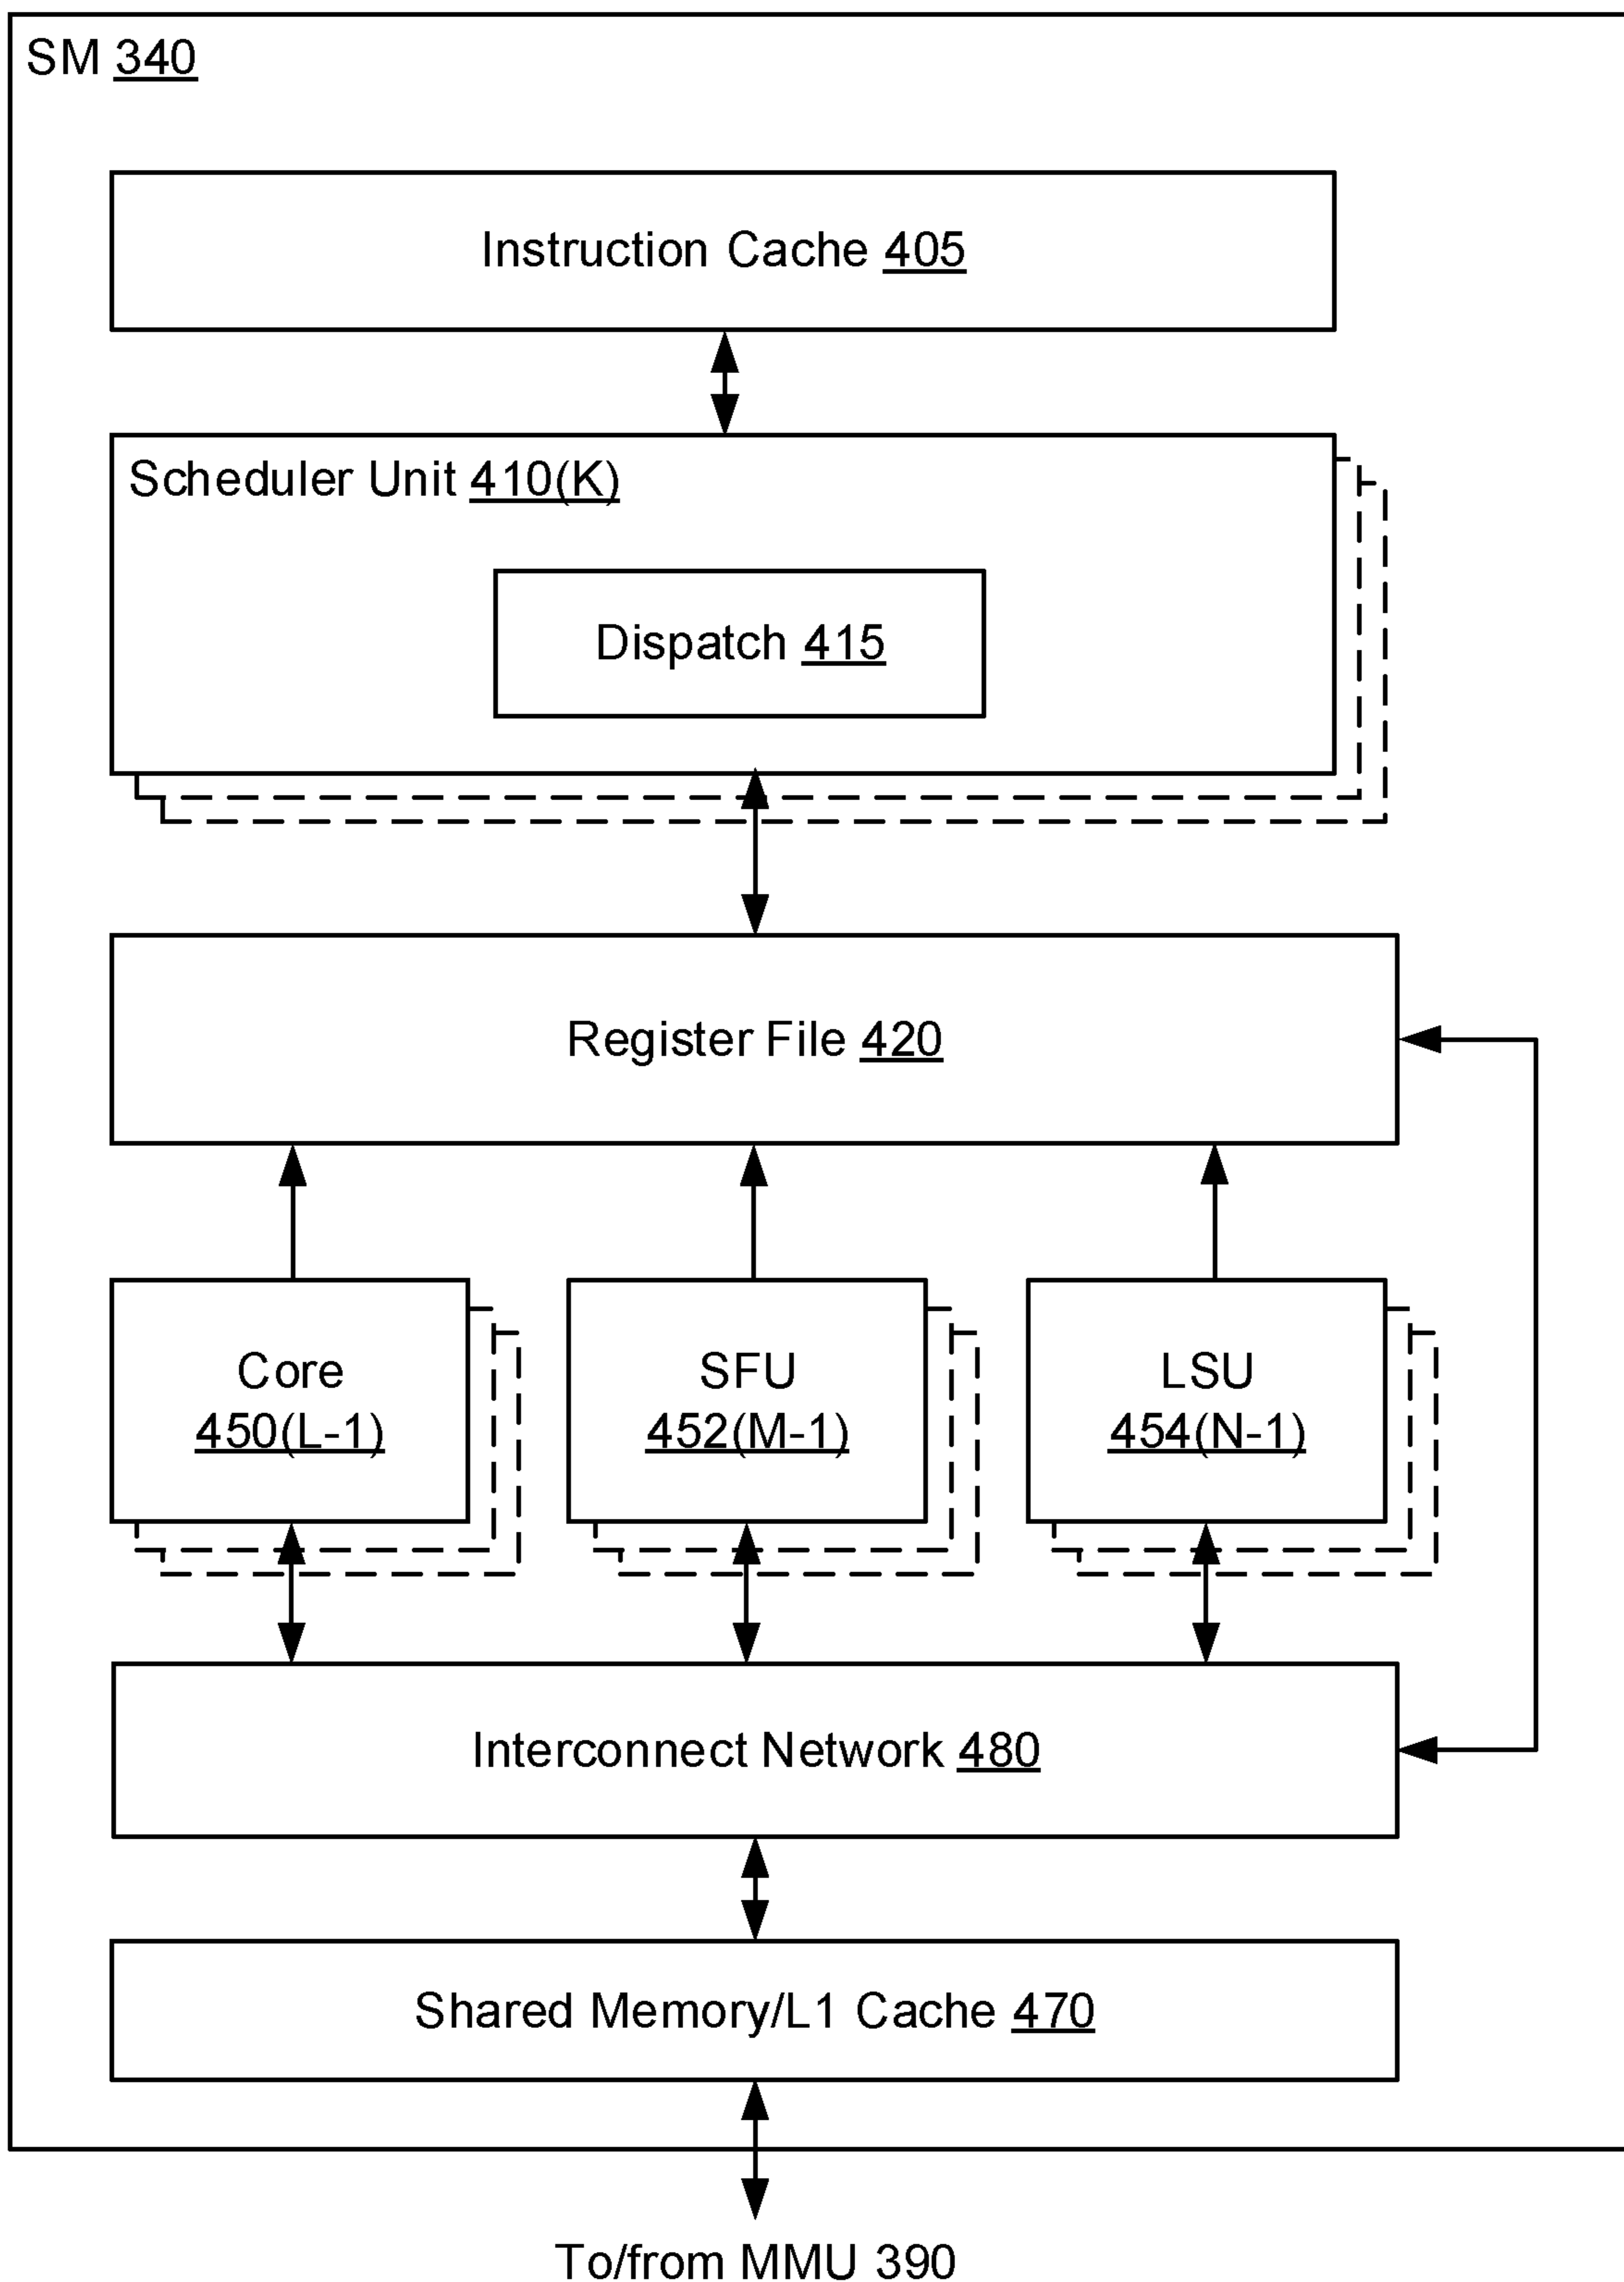 SM 340
Instruction Cache 405
Scheduler Unit 410(K)
Dispatch 415
Register File 420
Core
450(L-1)
SFU
452(M-1)
LSU
454(N-1)
Interconnect Network 480
Shared Memory/L1 Cache 470
To/from MMU 390